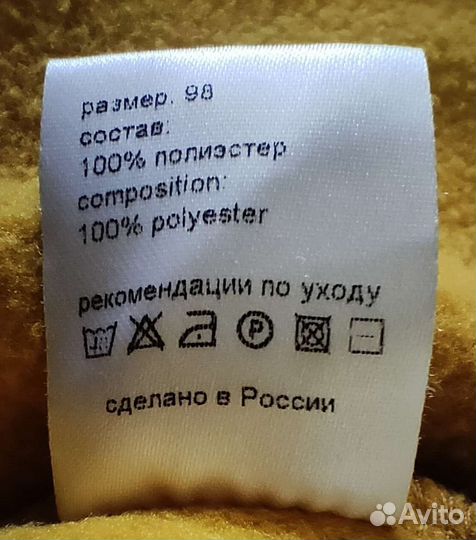 размер. 98
состав:
100% полиэстер
composition:
100% polyester
рекомендации по уходу
P
сделано в России
Avito